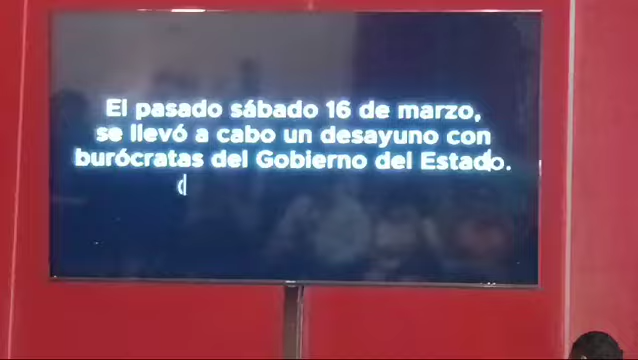 El pasado sábado 16 de marzo,
se llevó a cabo un desayuno con
burócratas del Gobierno del Estado.
d